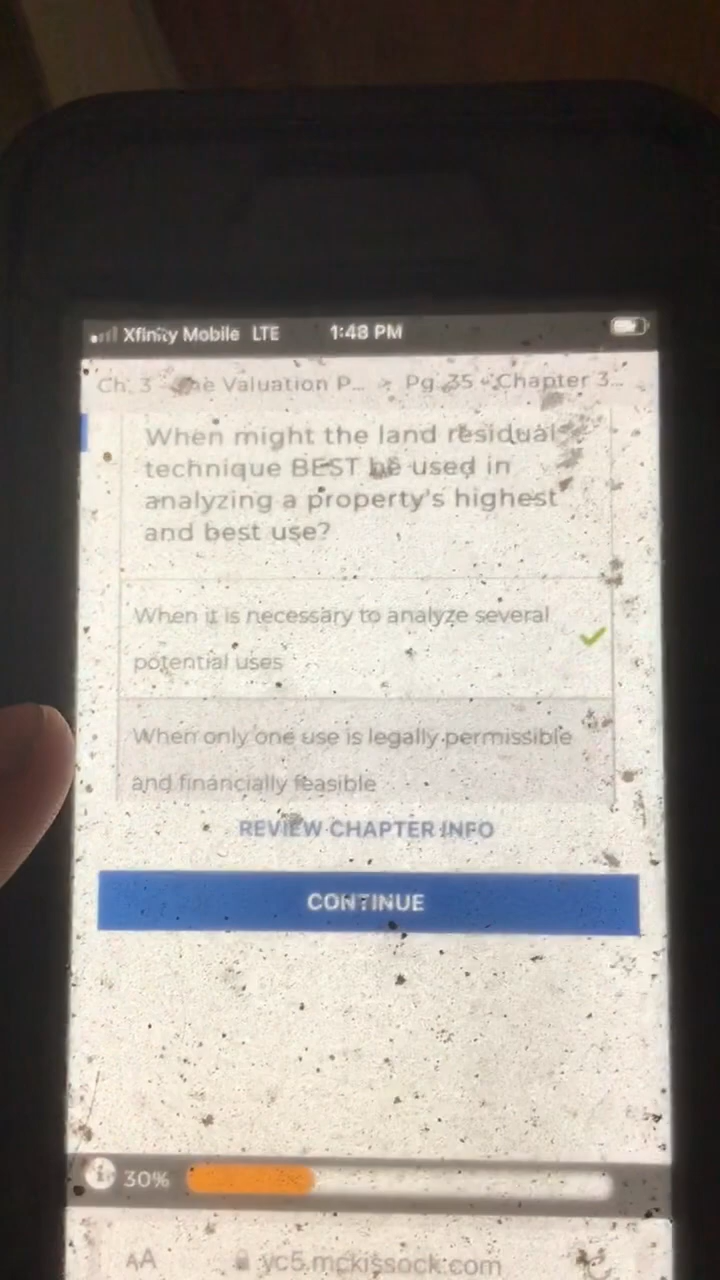 Xfinity Mobile LTE 1:48 PM
Ch. 3 - The Valuation P... > Pg. 35 - Chapter 3...
When might the land residual
technique BEST be used in
analyzing a property's highest
and best use?
When it is necessary to analyze several
potential uses
When only one use is legally permissible
and financially feasible
REVIEW CHAPTER INFO
CONTINUE
30%
AA yc5.mckissock.com